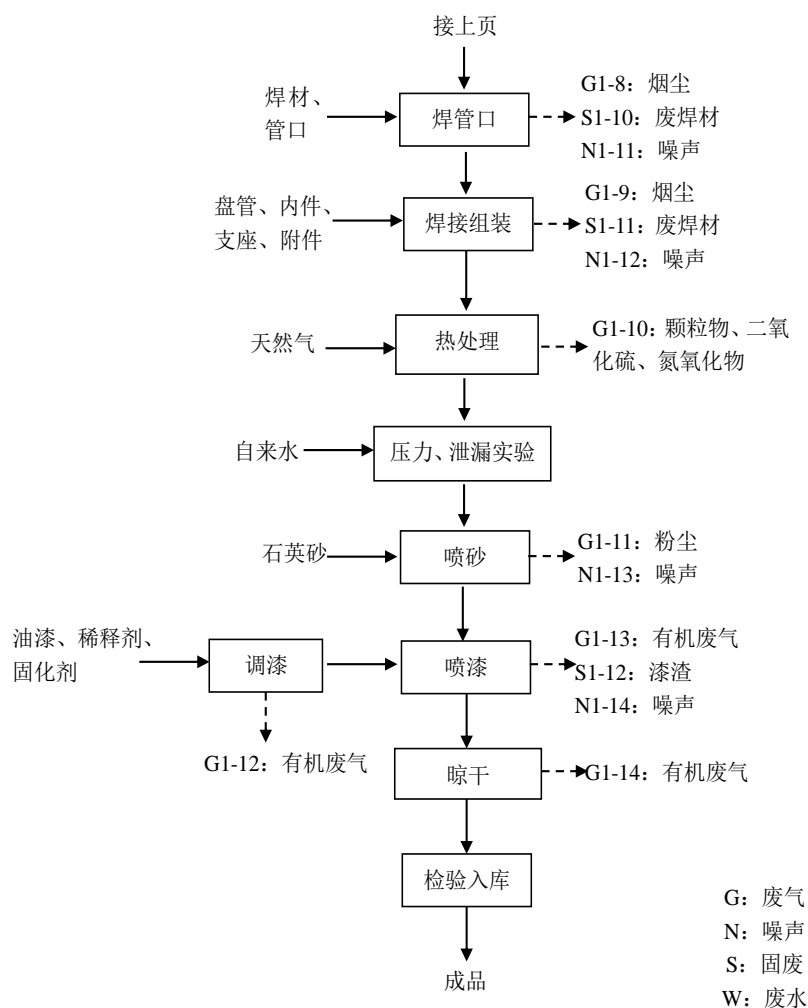 接上页
焊材、
管口
焊管口
G1-8：烟尘
S1-10：废焊材
N1-11：噪声
盘管、内件、
支座、附件
焊接组装
G1-9：烟尘
S1-11：废焊材
N1-12：噪声
天然气
热处理
G1-10：颗粒物、二氧
化硫、氮氧化物
自来水
压力、泄漏实验
石英砂
喷砂
G1-11：粉尘
N1-13：噪声
油漆、稀释剂、
固化剂
调漆
喷漆
G1-13：有机废气
S1-12：漆渣
N1-14：噪声
G1-12：有机废气
晾干
G1-14：有机废气
检验入库
成品
G：废气
N：噪声
S：固废
W：废水